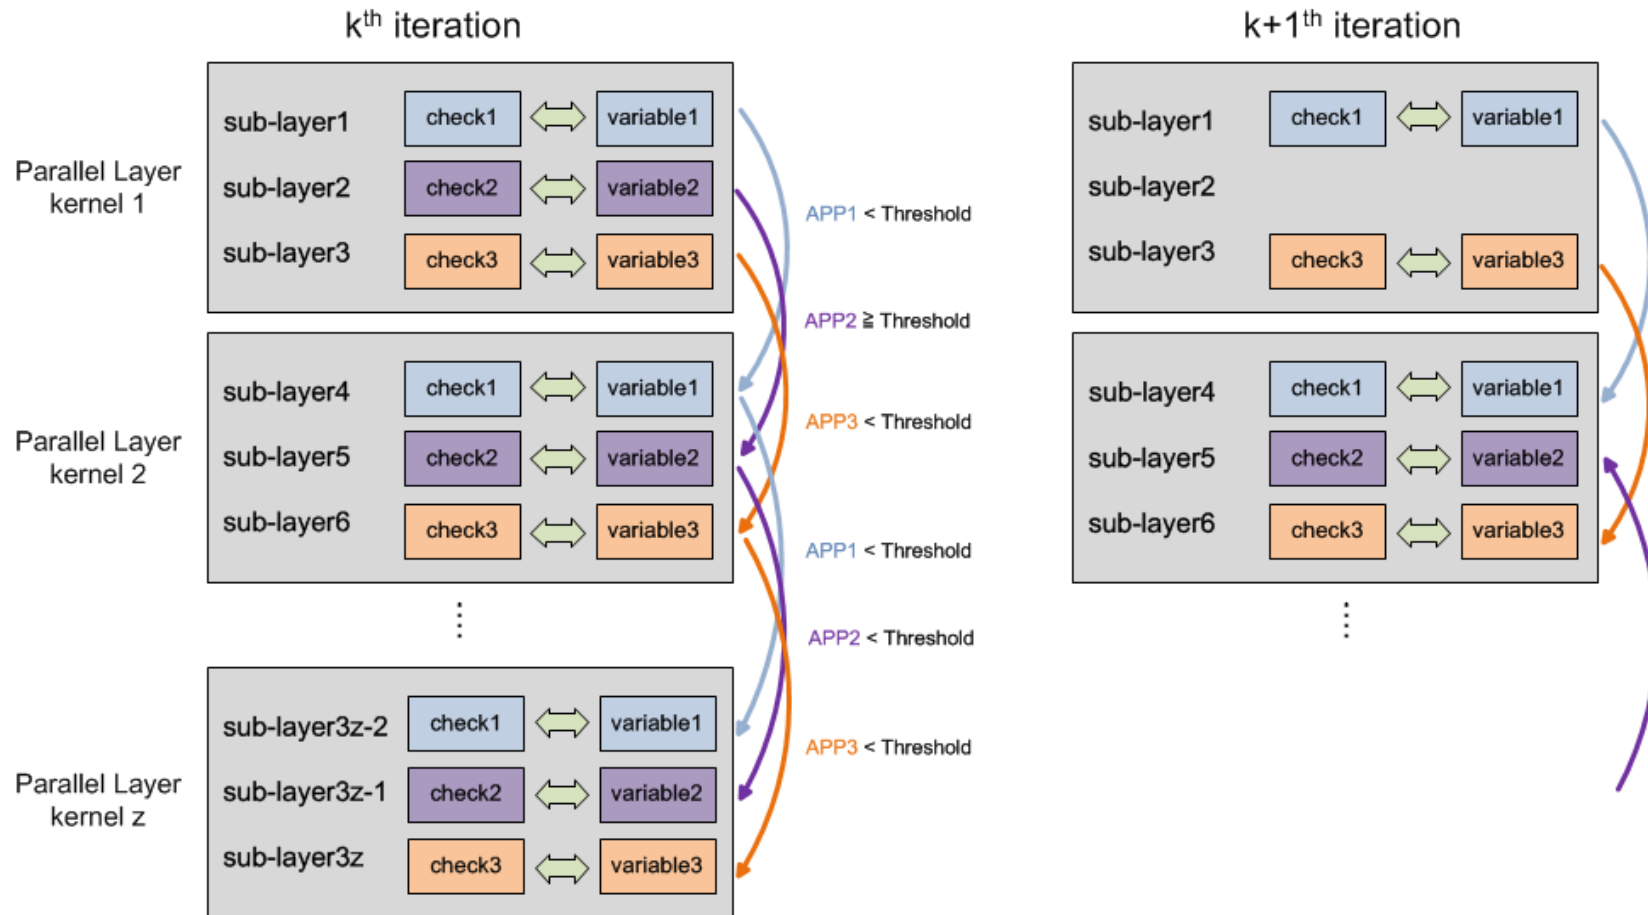 kth iteration
Parallel Layer
kernel 1
sub-layer1 check1 variable1
sub-layer2 check2 variable2
sub-layer3 check3 variable3
APP1 < Threshold
APP2 ≧ Threshold
APP3 < Threshold
Parallel Layer
kernel 2
sub-layer4 check1 variable1
sub-layer5 check2 variable2
sub-layer6 check3 variable3
APP1 < Threshold
APP2 < Threshold
APP3 < Threshold
Parallel Layer
kernel z
sub-layer3z-2 check1 variable1
sub-layer3z-1 check2 variable2
sub-layer3z check3 variable3
k+1th iteration
sub-layer1 check1 variable1
sub-layer2
sub-layer3 check3 variable3
sub-layer4 check1 variable1
sub-layer5 check2 variable2
sub-layer6 check3 variable3